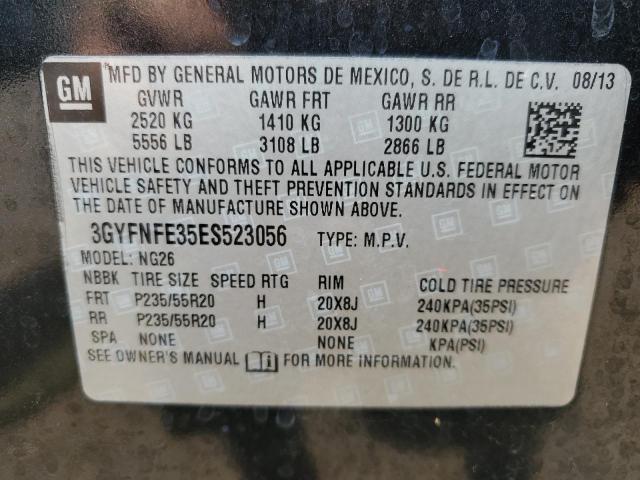 GM MFD BY GENERAL MOTORS DE MEXICO, S. DE R.L. DE C.V. 08/13
GVWR GAWR FRT GAWR RR
2520 KG 1410 KG 1300 KG
5556 LB 3108 LB 2866 LB
THIS VEHICLE CONFORMS TO ALL APPLICABLE U.S. FEDERAL MOTOR
VEHICLE SAFETY AND THEFT PREVENTION STANDARDS IN EFFECT ON
THE DATE OF MANUFACTURE SHOWN ABOVE.
3GYFNFE35ES523056 TYPE: M.P.V.
MODEL: NG26
NBBK TIRE SIZE SPEED RTG RIM COLD TIRE PRESSURE
FRT P235/55R20 H 20X8J 240KPA(35PSI)
RR P235/55R20 H 20X8J 240KPA(35PSI)
SPA NONE NONE KPA(PSI)
SEE OWNER'S MANUAL FOR MORE INFORMATION.